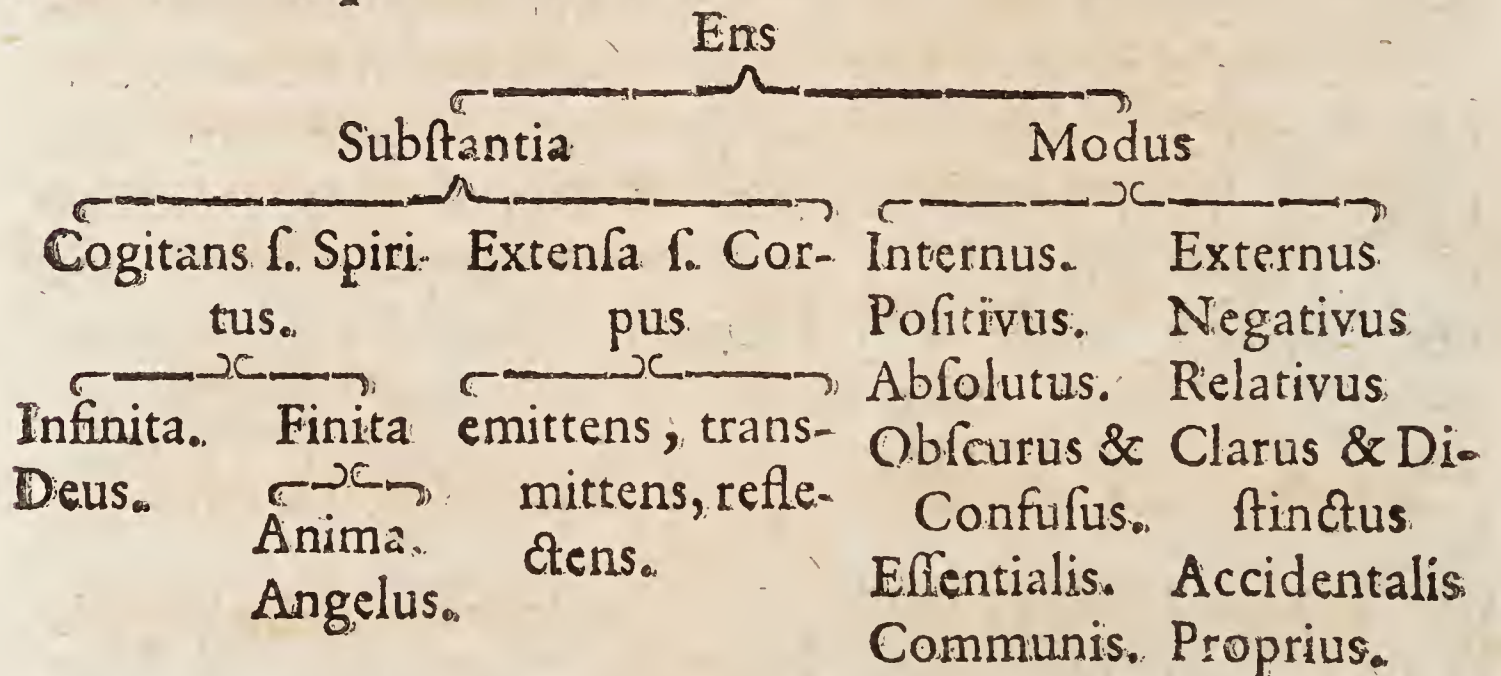 Ens
Subſtantia Modus
Cogitans ſ. Spiri- Extenſa ſ. Cor- Internus. Externus
tus. pus Poſitivus. Negativus
Abſolutus. Relativus
Infinita. Finita emittens, trans- Obſcurus & Clarus & Di-
Deus. mittens, refle- Confuſus. ſtinctus
Anima. ctens. Eſſentialis. Accidentalis
Angelus. Communis. Proprius.